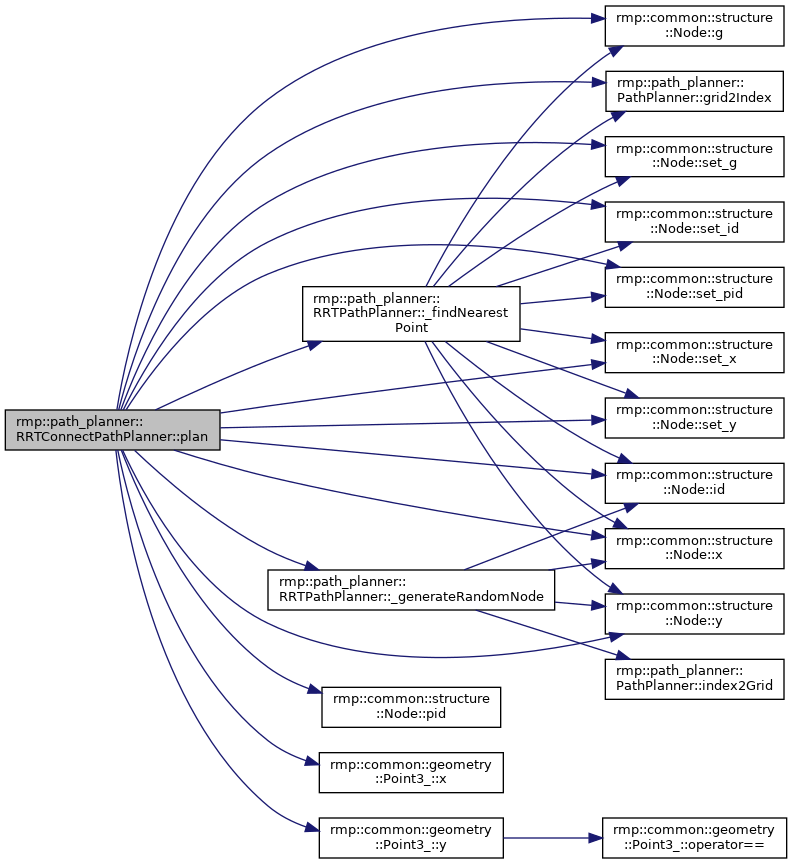 rmp::common::structure
::Node::g
rmp::path_planner::
PathPlanner::grid2Index
rmp::common::structure
::Node::set_g
rmp::common::structure
::Node::set_id
rmp::common::structure
::Node::set_pid
rmp::path_planner::
RRTPathPlanner::_findNearest
Point
rmp::common::structure
::Node::set_x
rmp::path_planner::
RRTConnectPathPlanner::plan
rmp::common::structure
::Node::set_y
rmp::common::structure
::Node::id
rmp::common::structure
::Node::x
rmp::path_planner::
RRTPathPlanner::_generateRandomNode
rmp::common::structure
::Node::y
rmp::path_planner::
PathPlanner::index2Grid
rmp::common::structure
::Node::pid
rmp::common::geometry
::Point3_::x
rmp::common::geometry
::Point3_::y
rmp::common::geometry
::Point3_::operator==